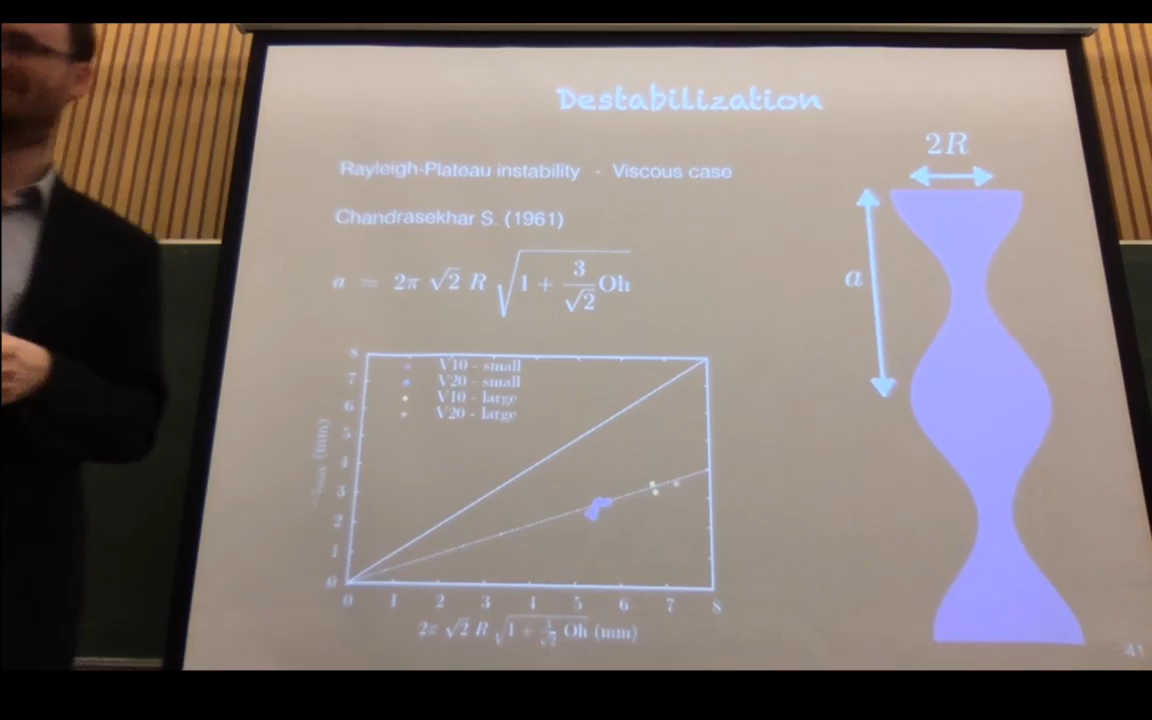 Destabilization
2R
Rayleigh-Plateau instability - Viscous case
Chandrasekhar S. (1961)
a = 2π √2 R √(1 + 3/√2 Oh)
a
8
7
6
5
4
3
2
1
0
V10 - small
V20 - small
V10 - large
V20 - large
(mm)
0 1 2 3 4 5 6 7 8
2π √2 R √(1 + 3/√2 Oh) (mm)
41